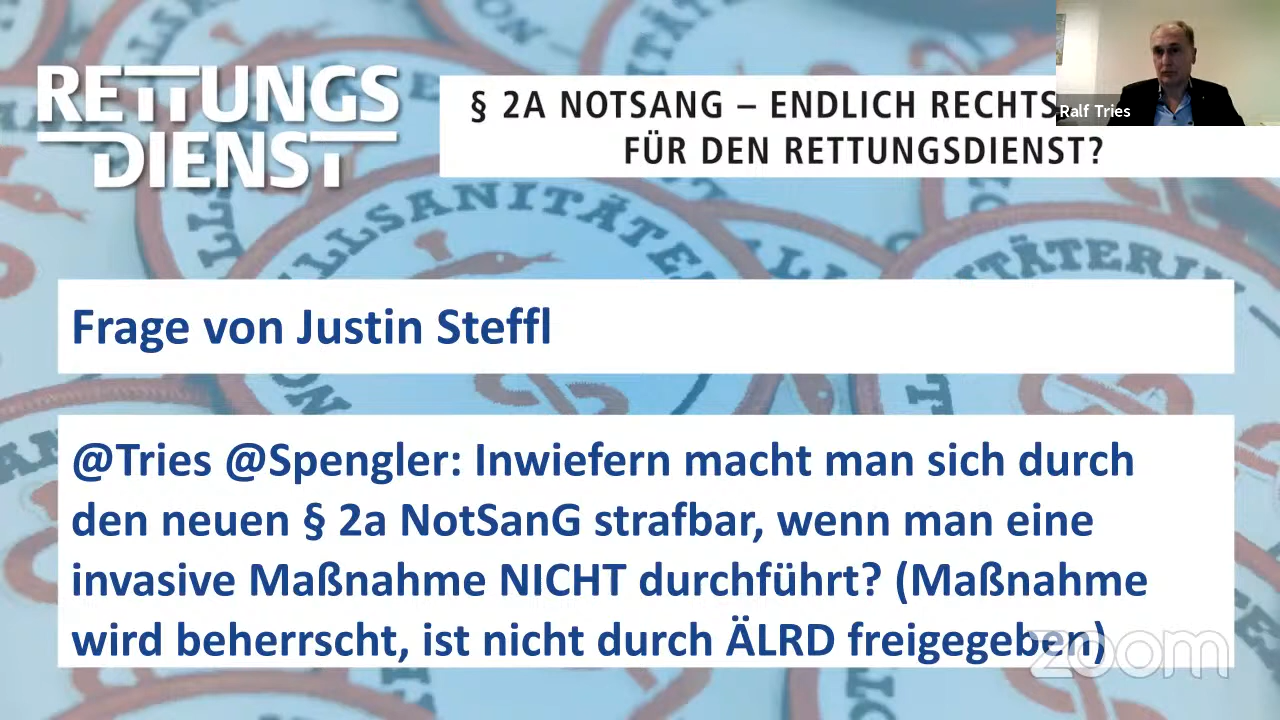 RETTUNGS
DIENST
§ 2A NOTSANG – ENDLICH RECHTS
FÜR DEN RETTUNGSDIENST?
Ralf Tries
Frage von Justin Steffl
@Tries @Spengler: Inwiefern macht man sich durch
den neuen § 2a NotSanG strafbar, wenn man eine
invasive Maßnahme NICHT durchführt? (Maßnahme
wird beherrscht, ist nicht durch ÄLRD freigegeben)
zoom